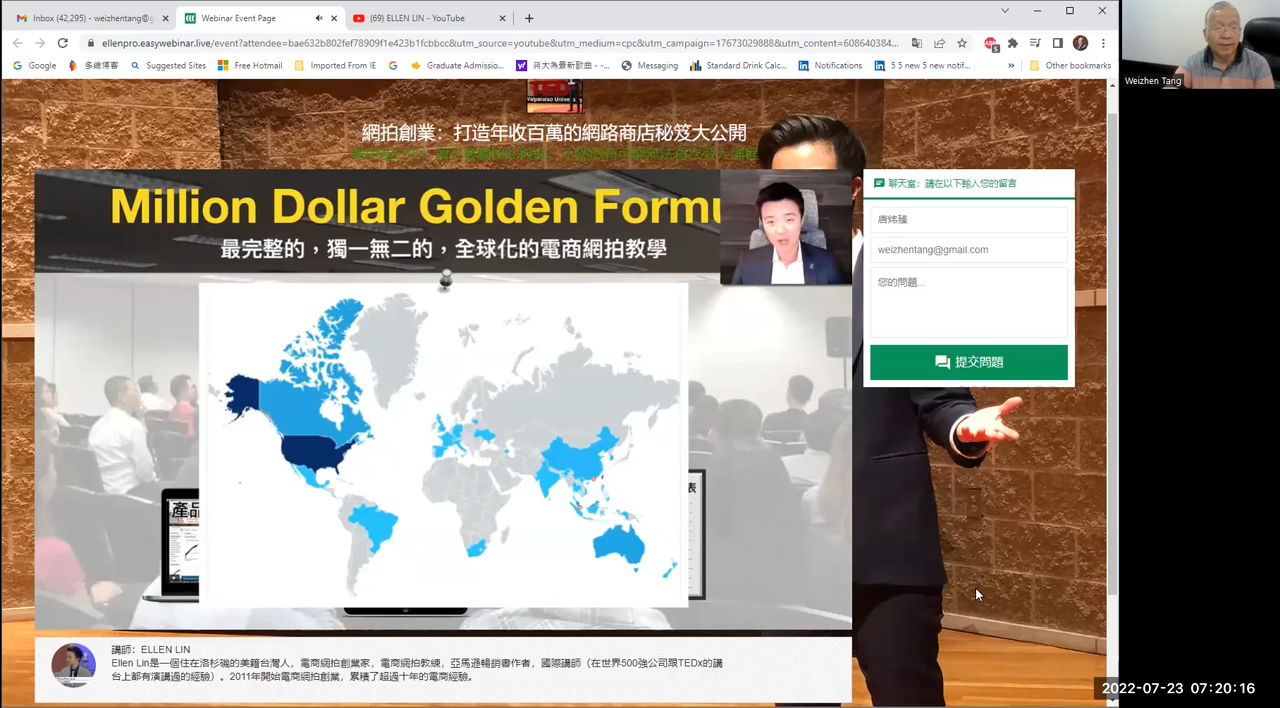 Inbox (42,295) - weizhentang@g
Webinar Event Page
(69) ELLEN LIN - YouTube
ellenpro.easywebinar.live/event?attendee=dae632b802fef78909f1e423b1fcbbcc&utm_source=youtube&utm_medium=cpc&utm_campaign=17673029888&utm_content=608640384...
Google
多維博客
Suggested Sites
Free Hotmail
Imported From IE
Graduate Admissio...
蔣大為最新歌曲 - -...
Messaging
Standard Drink Calc...
Notifications
5 5 new 5 new notif...
Other bookmarks
Weizhen Tang
Valparaiso Unive
網拍創業：打造年收百萬的網路商店秘笈大公開
Million Dollar Golden Formu
最完整的，獨一無二的，全球化的電商網拍教學
聊天室：請在以下輸入您的留言
唐炜臻
weizhentang@gmail.com
您的問題...
提交問題
產品
表
講師：ELLEN LIN
Ellen Lin是一個住在洛杉磯的美籍台灣人，電商網拍創業家，電商網拍教練，亞馬遜暢銷書作者，國際講師（在世界500強公司跟TEDx的講
台上都有演講過的經驗）。2011年開始電商網拍創業，累積了超過十年的電商經驗。
2022-07-23 07:20:16